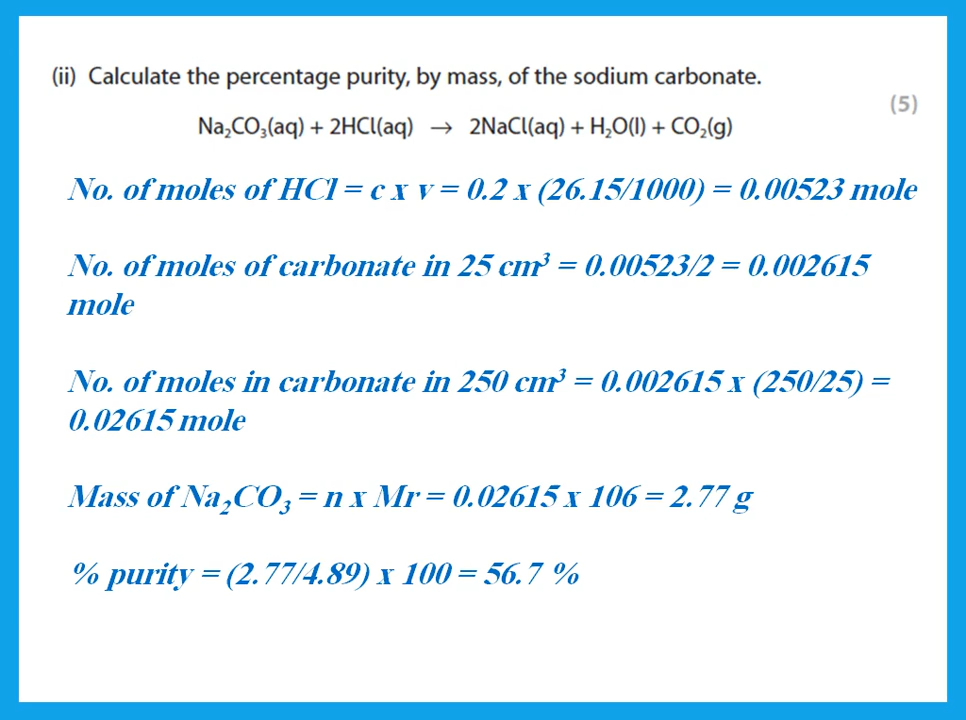 (ii) Calculate the percentage purity, by mass, of the sodium carbonate.
(5)
Na₂CO₃(aq) + 2HCl(aq) → 2NaCl(aq) + H₂O(l) + CO₂(g)
No. of moles of HCl = c x v = 0.2 x (26.15/1000) = 0.00523 mole
No. of moles of carbonate in 25 cm³ = 0.00523/2 = 0.002615
mole
No. of moles in carbonate in 250 cm³ = 0.002615 x (250/25) =
0.02615 mole
Mass of Na₂CO₃ = n x Mr = 0.02615 x 106 = 2.77 g
% purity = (2.77/4.89) x 100 = 56.7 %